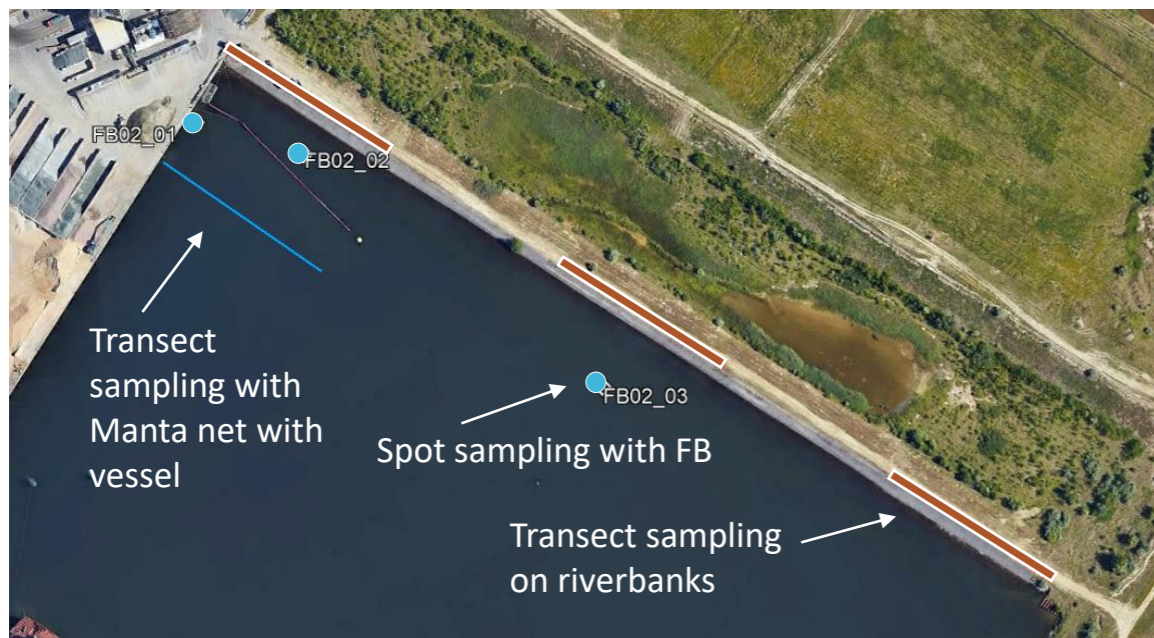 FB02_01
FB02_02
Transect
sampling with
Manta net with
vessel
FB02_03
Spot sampling with FB
Transect sampling
on riverbanks